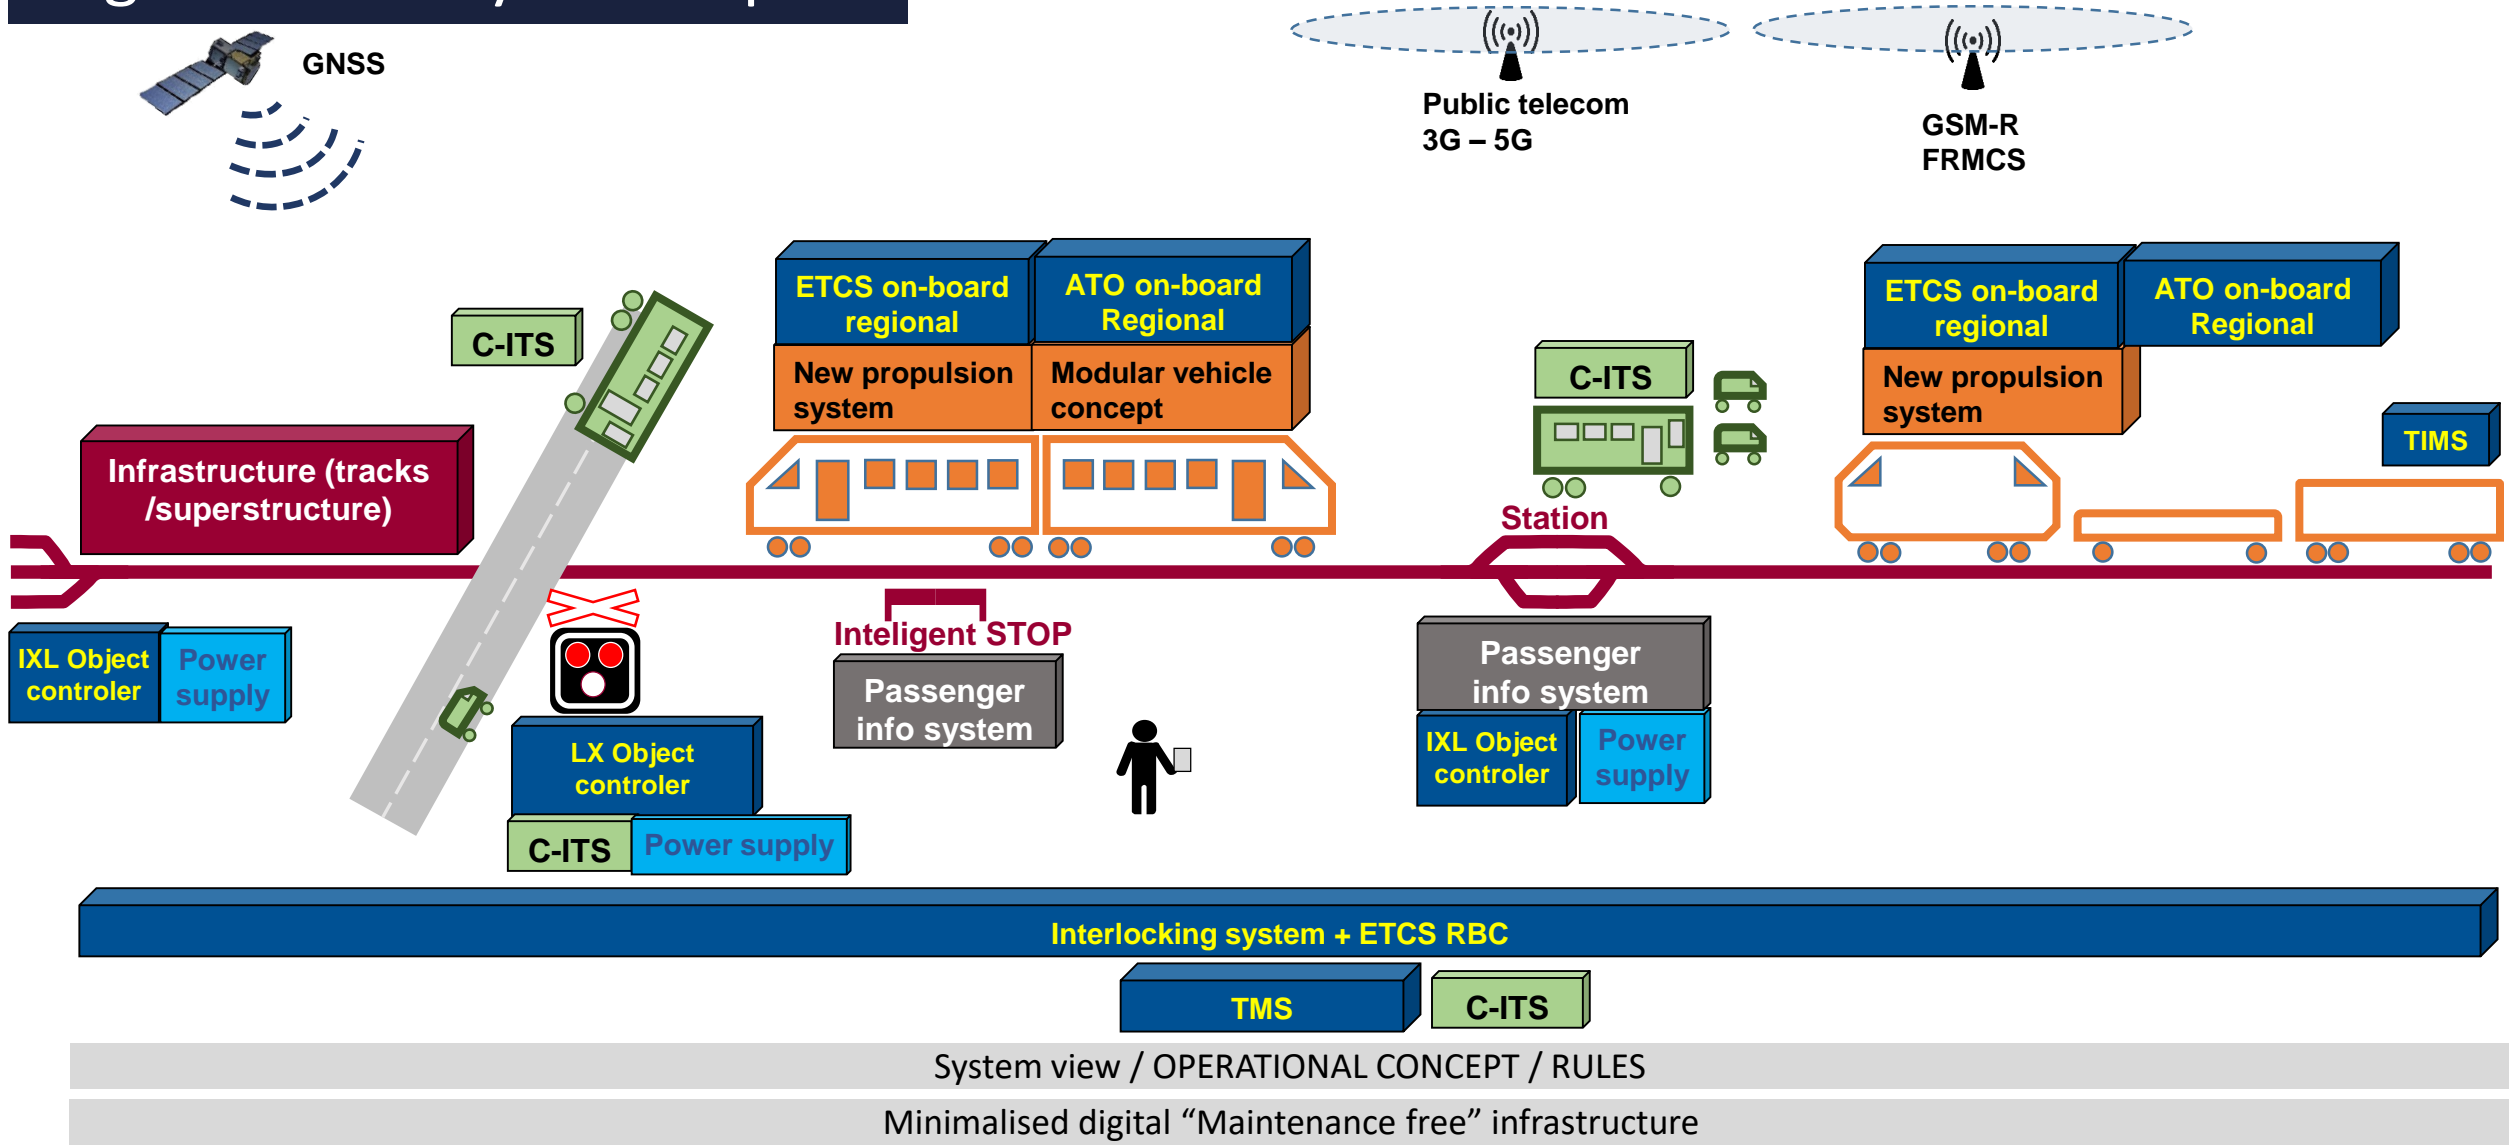 GNSS
Public telecom
3G – 5G
GSM-R
FRMCS
C-ITS
ETCS on-board
regional
ATO on-board
Regional
New propulsion
system
Modular vehicle
concept
C-ITS
ETCS on-board
regional
ATO on-board
Regional
New propulsion
system
TIMS
Infrastructure (tracks
/superstructure)
Station
IXL Object
controler
Power
supply
Inteligent STOP
Passenger
info system
LX Object
controler
C-ITS
Power supply
Passenger
info system
IXL Object
controler
Power
supply
Interlocking system + ETCS RBC
TMS
C-ITS
System view / OPERATIONAL CONCEPT / RULES
Minimalised digital “Maintenance free” infrastructure